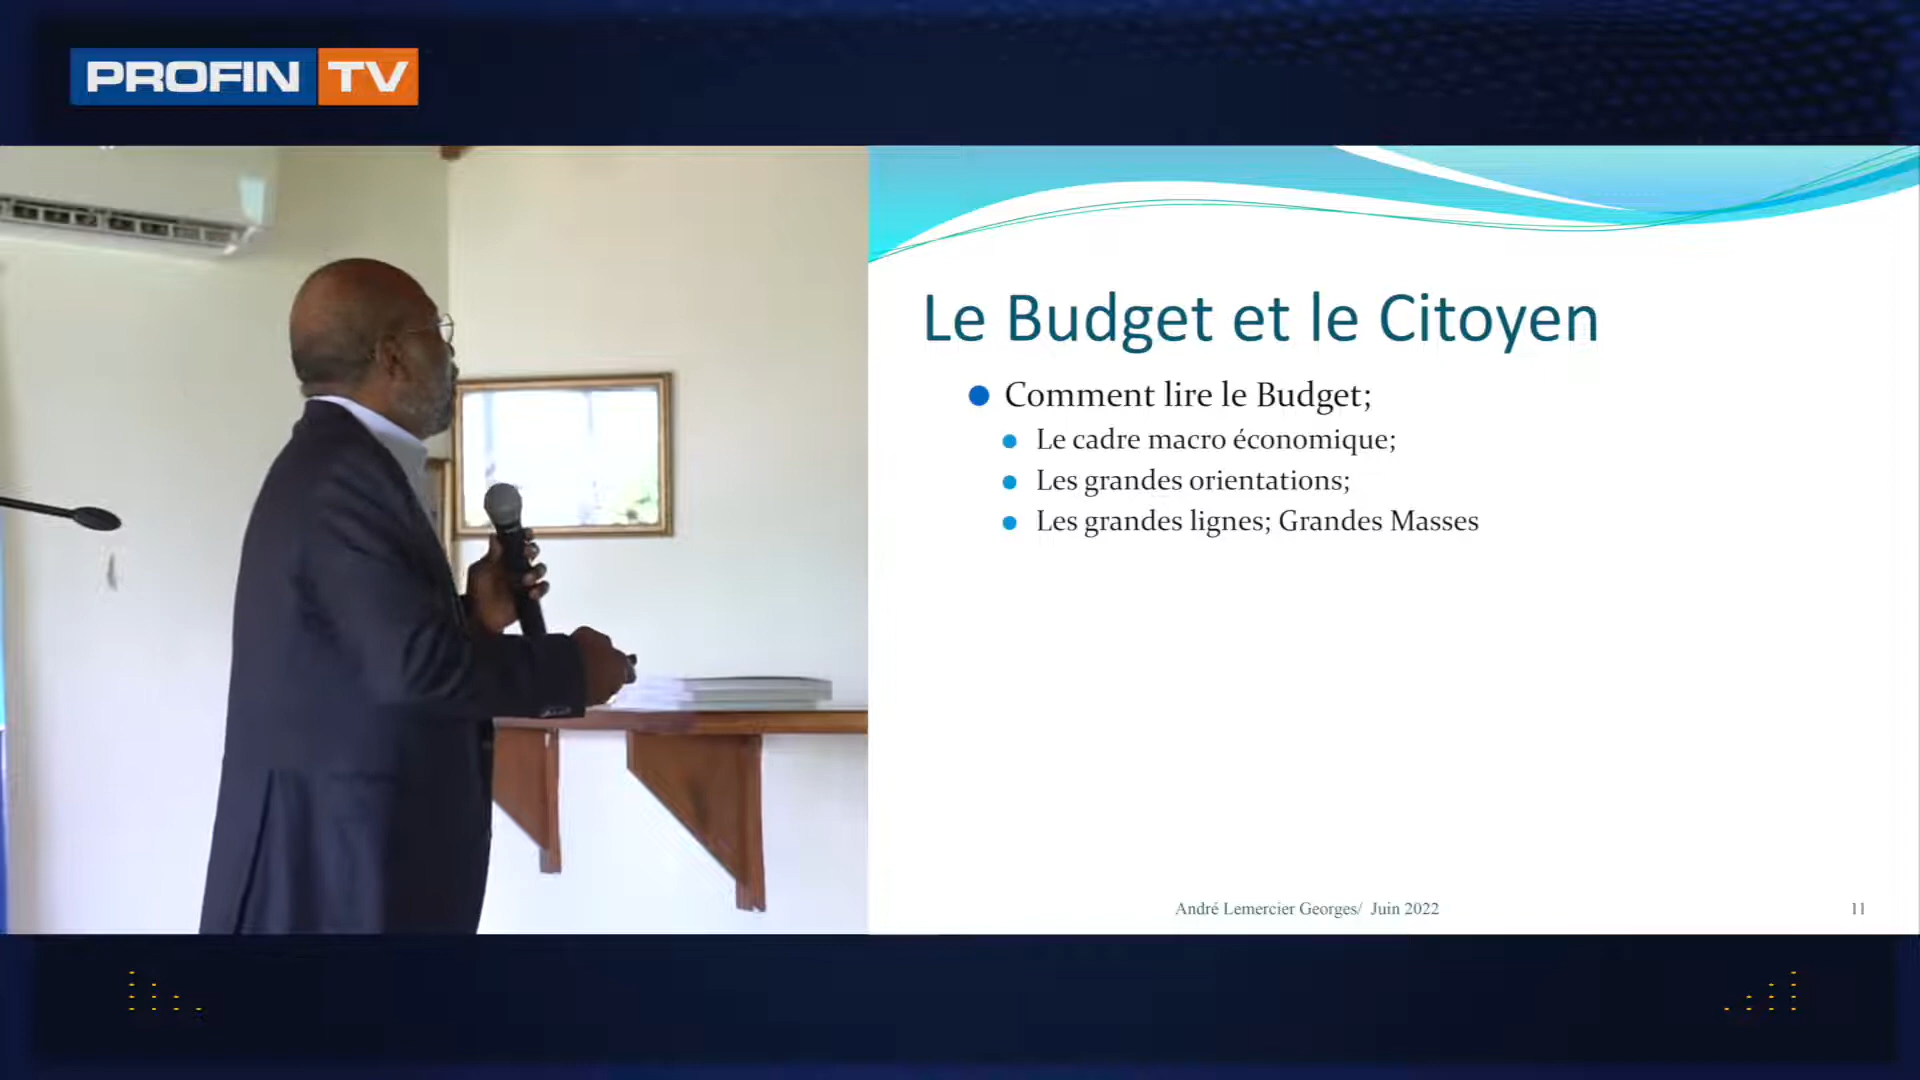 PROFIN TV
Le Budget et le Citoyen
Comment lire le Budget;
Le cadre macro économique;
Les grandes orientations;
Les grandes lignes; Grandes Masses
André Lemercier Georges/ Juin 2022
11